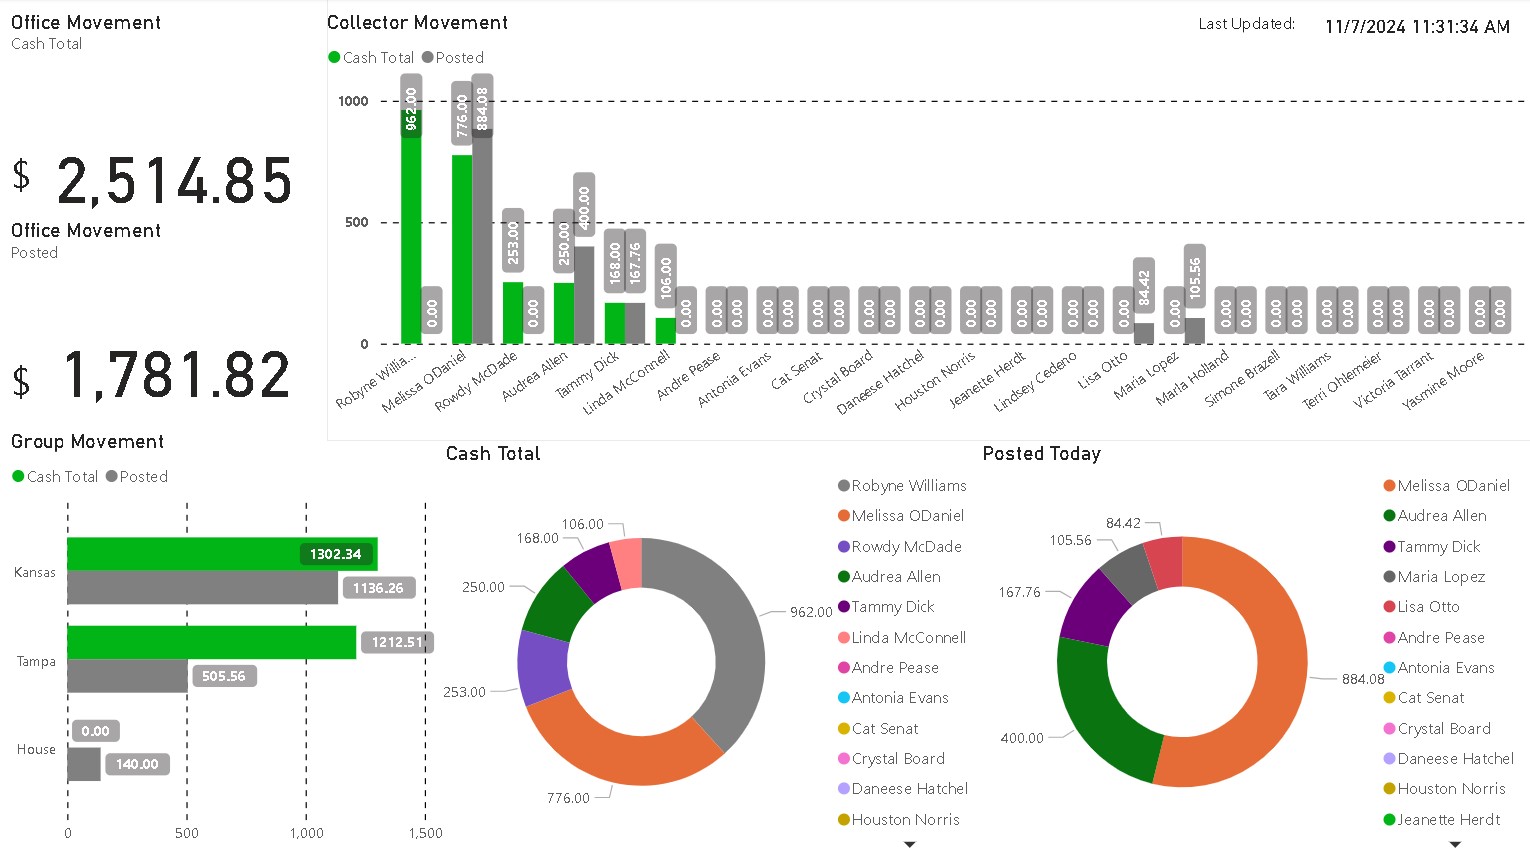 Office Movement
Cash Total
$ 2,514.85
Office Movement
Posted
$ 1,781.82
Collector Movement
Last Updated: 11/7/2024 11:31:34 AM
Cash Total Posted
1000
500
0
962.00 0.00 776.00 884.08 253.00 0.00 250.00 400.00 168.00 167.76 106.00 0.00 0.00 0.00 0.00 0.00 0.00 0.00 0.00 0.00 0.00 0.00 0.00 0.00 0.00 0.00 0.00 0.00 0.00 84.42 0.00 105.56 0.00 0.00 0.00 0.00 0.00 0.00 0.00 0.00 0.00 0.00 0.00 0.00
Robyne Willia...
Melissa ODaniel
Rowdy McDade
Audrea Allen
Tammy Dick
Linda McConnell
Andre Pease
Antonia Evans
Cat Senat
Crystal Board
Daneese Hatchel
Houston Norris
Jeanette Herdt
Lindsey Cedeno
Lisa Otto
Maria Lopez
Marla Holland
Simone Brazell
Tara Williams
Terri Ohlemeier
Victoria Tarrant
Yasmine Moore
Group Movement
Cash Total Posted
Kansas
1302.34
1136.26
Tampa
1212.51
505.56
House
0.00
140.00
0 500 1,000 1,500
Cash Total
106.00
168.00
250.00
253.00
776.00
962.00
Robyne Williams
Melissa ODaniel
Rowdy McDade
Audrea Allen
Tammy Dick
Linda McConnell
Andre Pease
Antonia Evans
Cat Senat
Crystal Board
Daneese Hatchel
Houston Norris
Posted Today
84.42
105.56
167.76
400.00
884.08
Melissa ODaniel
Audrea Allen
Tammy Dick
Maria Lopez
Lisa Otto
Andre Pease
Antonia Evans
Cat Senat
Crystal Board
Daneese Hatchel
Houston Norris
Jeanette Herdt